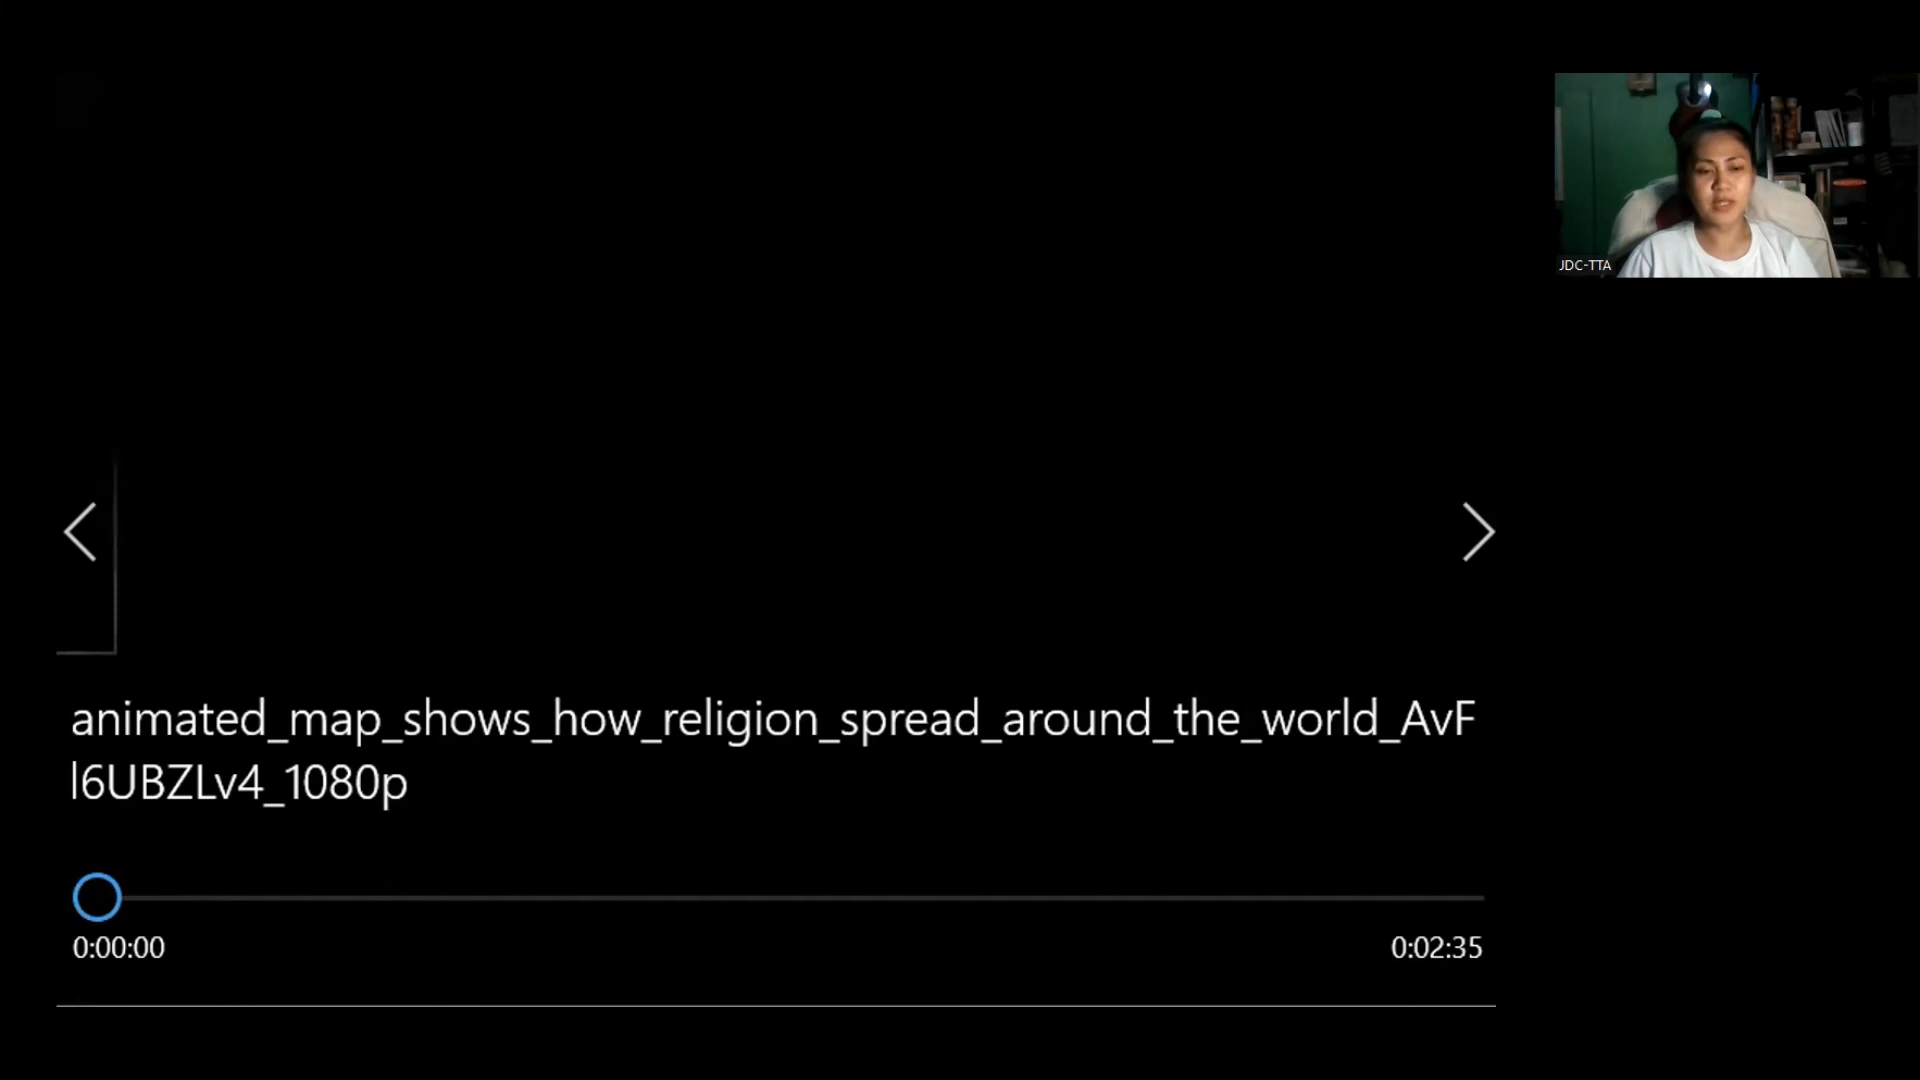 JDC-TTA
animated_map_shows_how_religion_spread_around_the_world_AvF
l6UBZLv4_1080p
0:00:00
0:02:35